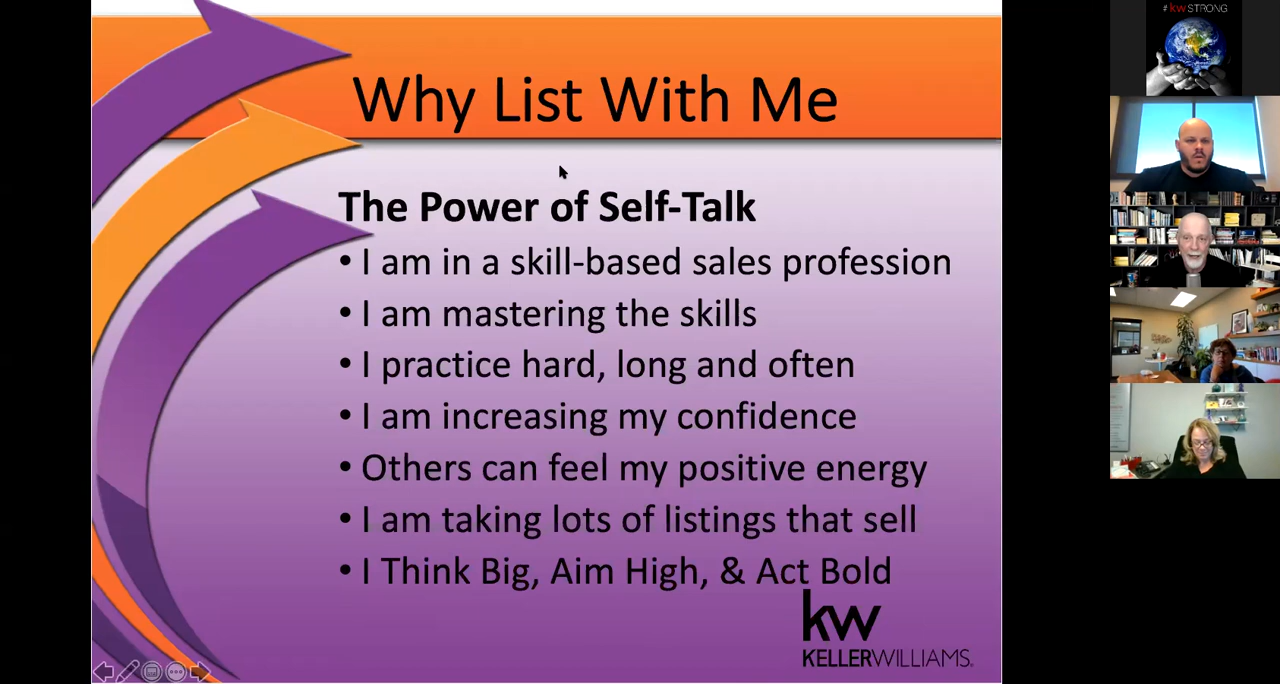 Why List With Me
The Power of Self-Talk
• I am in a skill-based sales profession
• I am mastering the skills
• I practice hard, long and often
• I am increasing my confidence
• Others can feel my positive energy
• I am taking lots of listings that sell
• I Think Big, Aim High, & Act Bold
kw
KELLERWILLIAMS.
#kwSTRONG